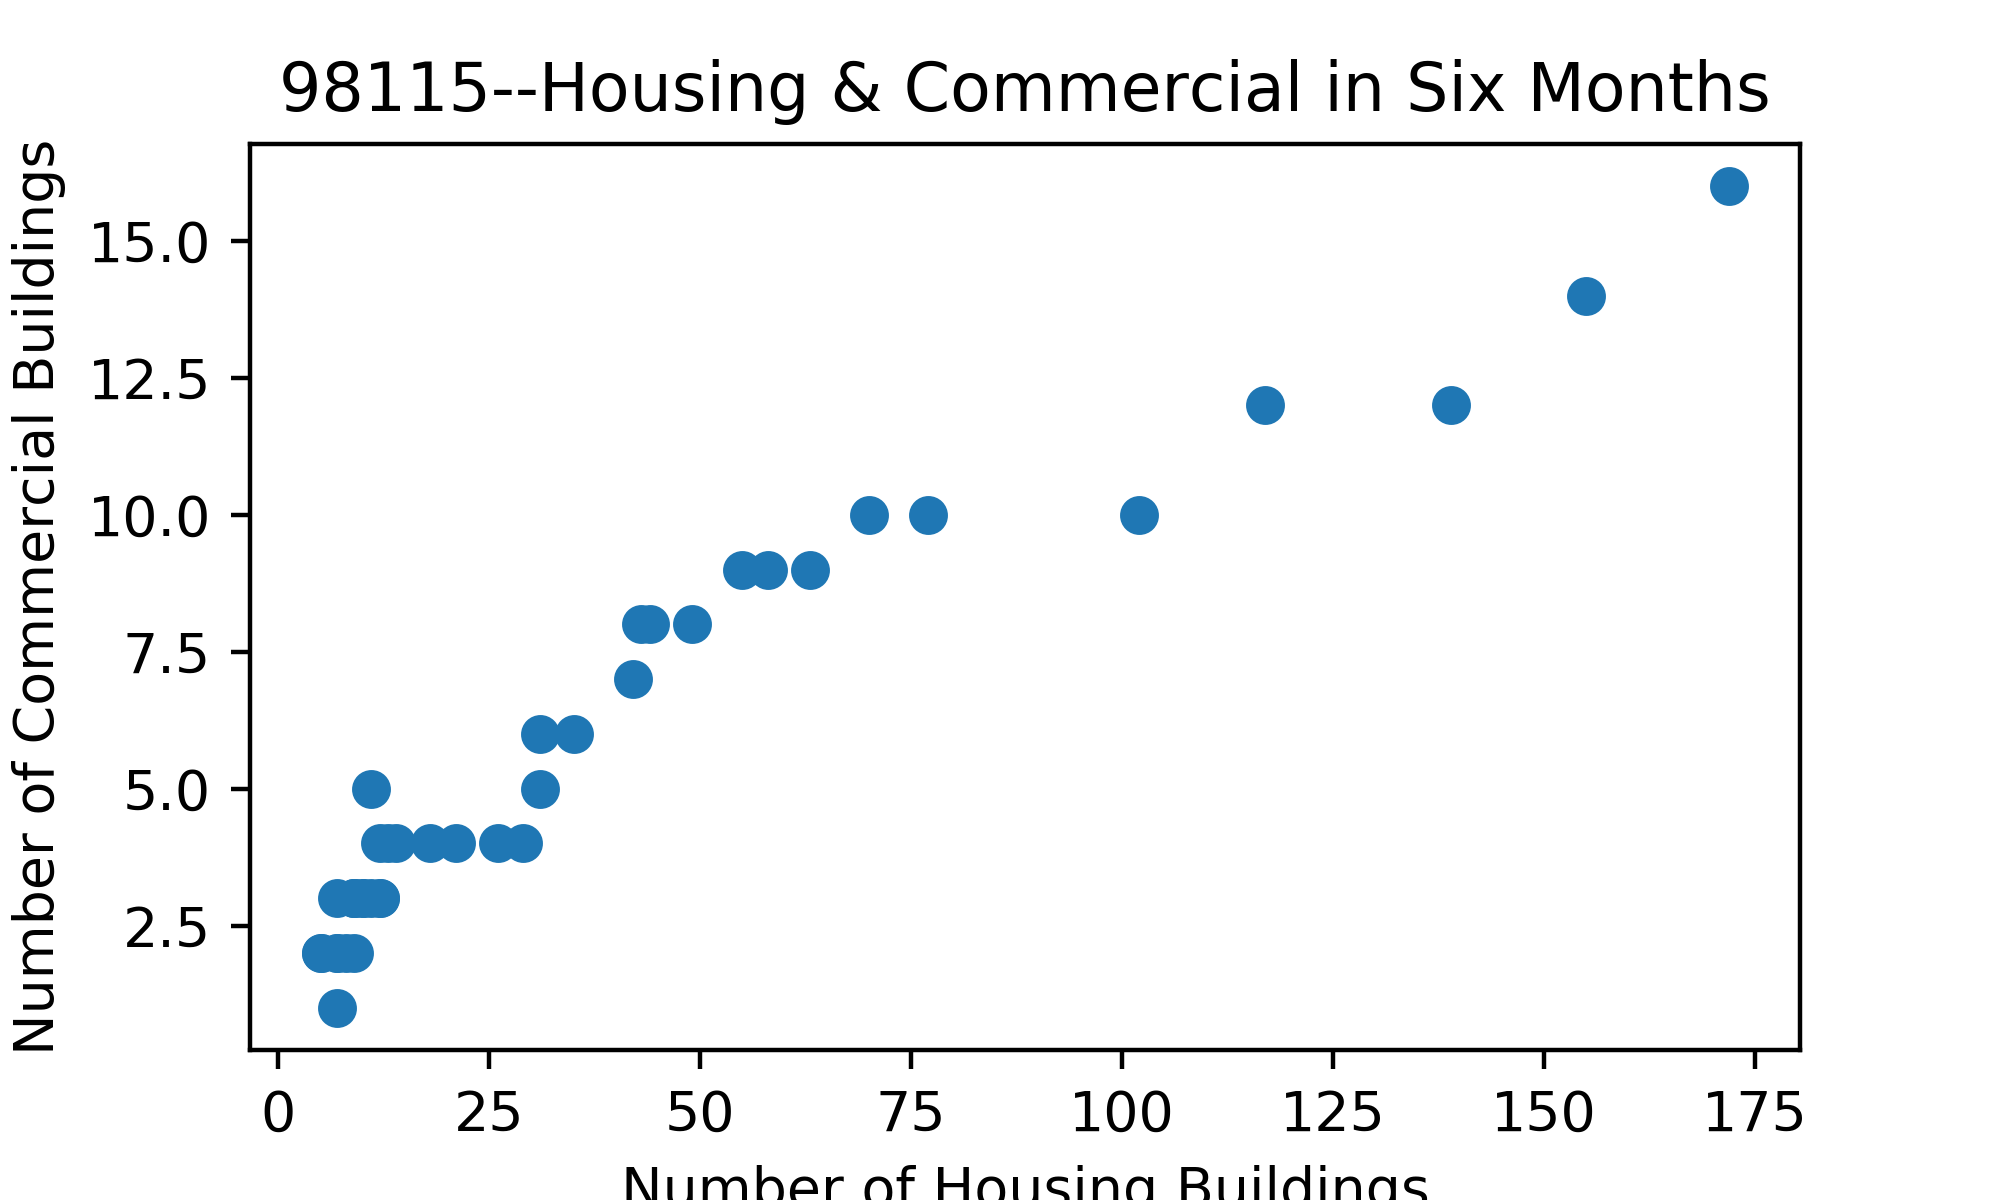 98115--Housing & Commercial in Six Months
Number of Commercial Buildings
15.0
12.5
10.0
7.5
5.0
2.5
0 25 50 75 100 125 150 175
Number of Housing Buildings